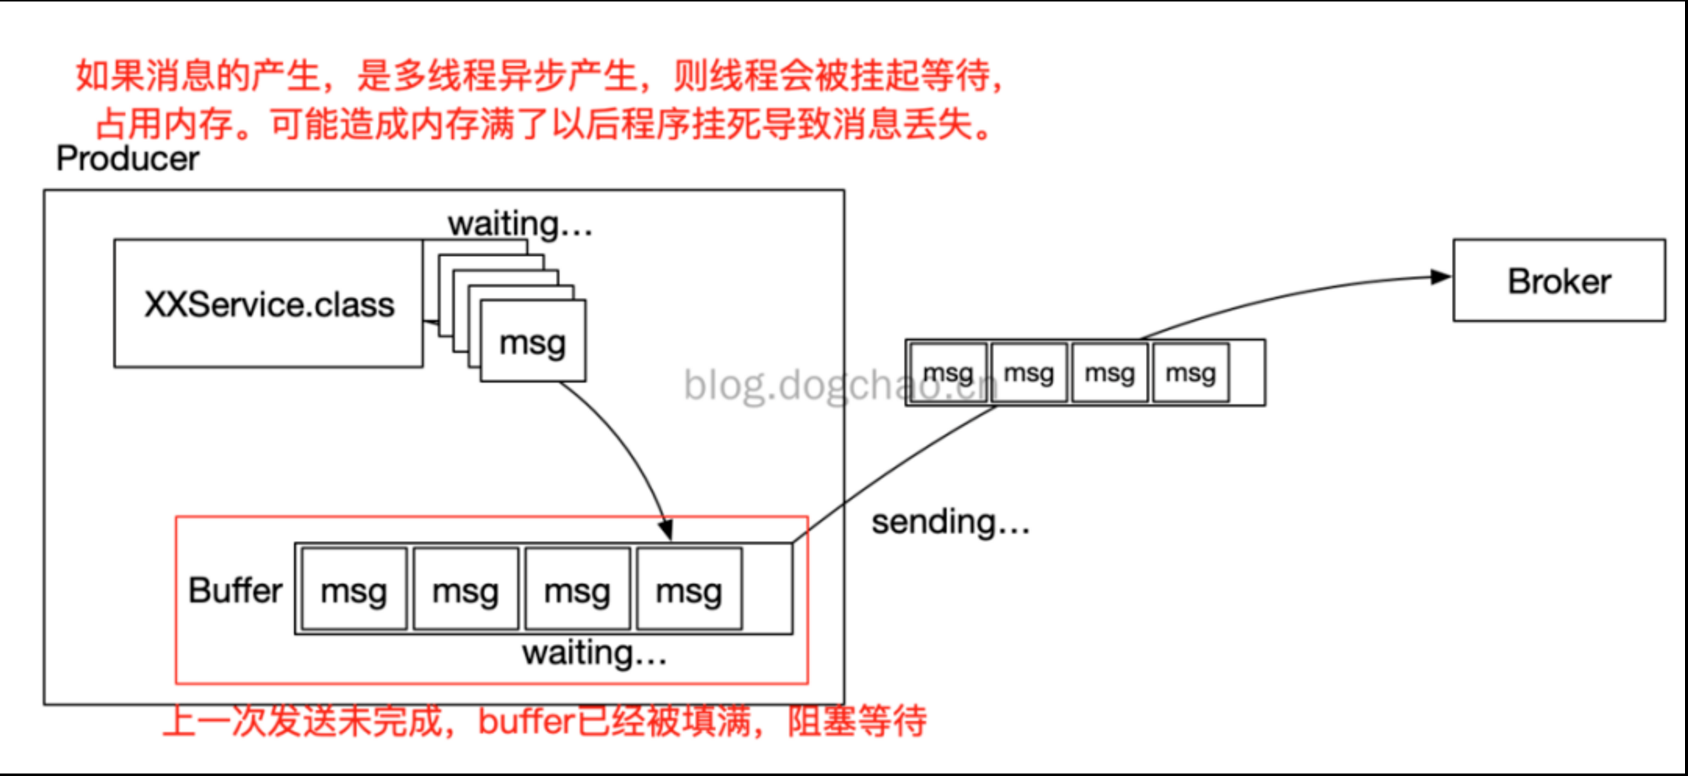 如果消息的产生，是多线程异步产生，则线程会被挂起等待，
占用内存。可能造成内存满了以后程序挂死导致消息丢失。
Producer
waiting...
XXService.class
msg
Broker
msg msg msg msg
blog.dogchao.cn
sending...
Buffer msg msg msg msg
waiting...
上一次发送未完成，buffer已经被填满，阻塞等待